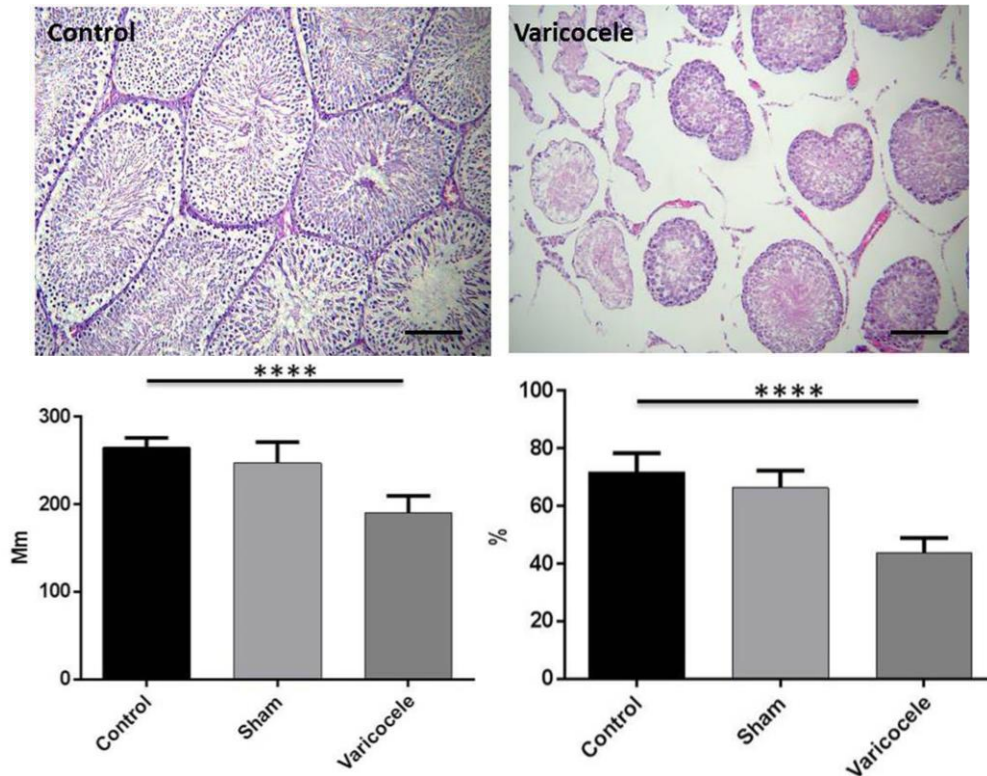 Control
Varicocele
****
300
200
100
0
Mm
Control
Sham
Varicocele
****
100
80
60
40
20
0
%
Control
Sham
Varicocele